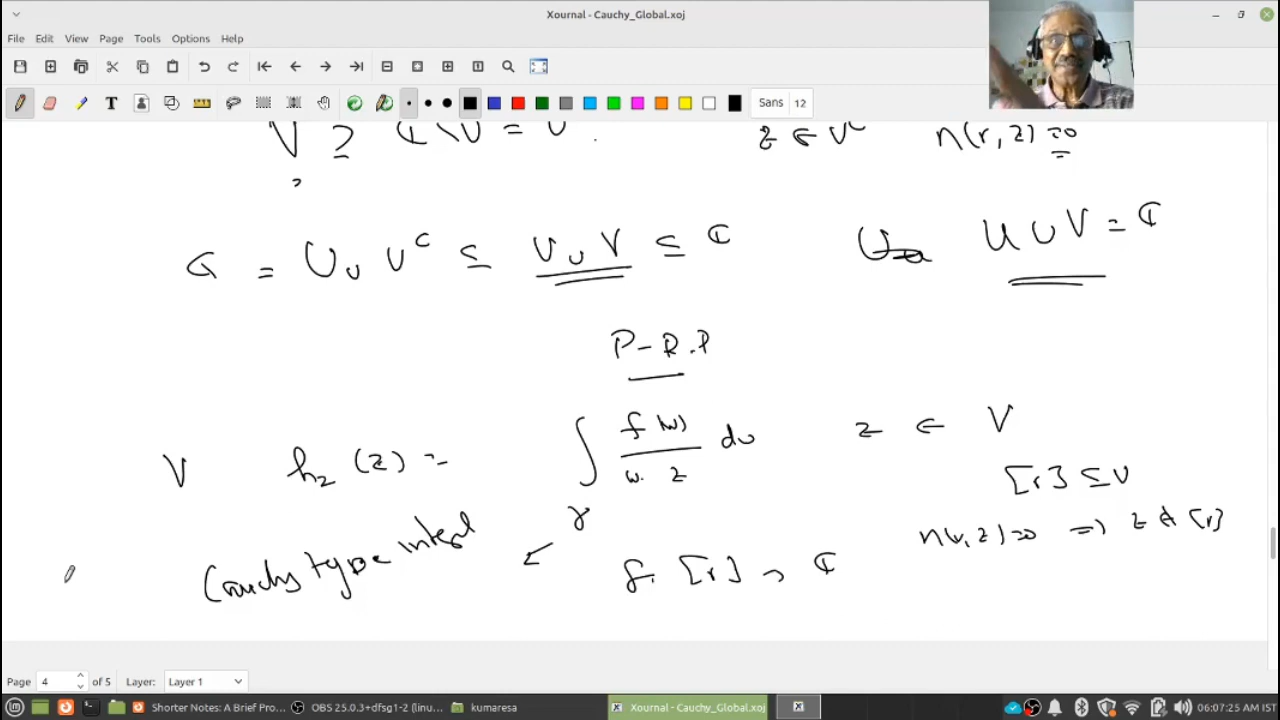 Xournal - Cauchy_Global.xoj
File Edit View Page Tools Options Help
Sans 12
V ⊇ ℂ \ U = U^c . z ∈ U^c n(γ, z) = 0
ℂ = U ∪ U^c ⊆ U ∪ V ⊆ ℂ U ∪ V = ℂ
P-R.P
V h_2 (z) = ∫_γ f(w) / w - z dw z ∈ V
[γ] ⊆ U
n(γ, z) = 0 ⇒ z ∉ [γ]
Cauchy type integral ← f: [γ] → ℂ
Page 4 of 5 Layer: Layer 1
Shorter Notes: A Brief Pro... OBS 25.0.3+dfsg1-2 (linu... kumaresa Xournal - Cauchy_Global.xoj 06:07:25 AM IST